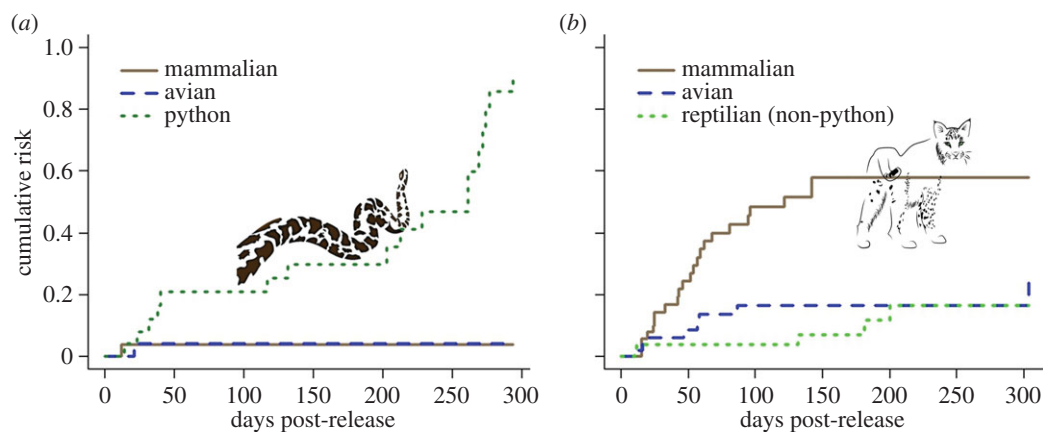 (a)
1.0
0.8
0.6
0.4
0.2
0
cumulative risk
mammalian
avian
python
0 50 100 150 200 250 300
days post-release
(b)
mammalian
avian
reptilian (non-python)
0 50 100 150 200 250 300
days post-release